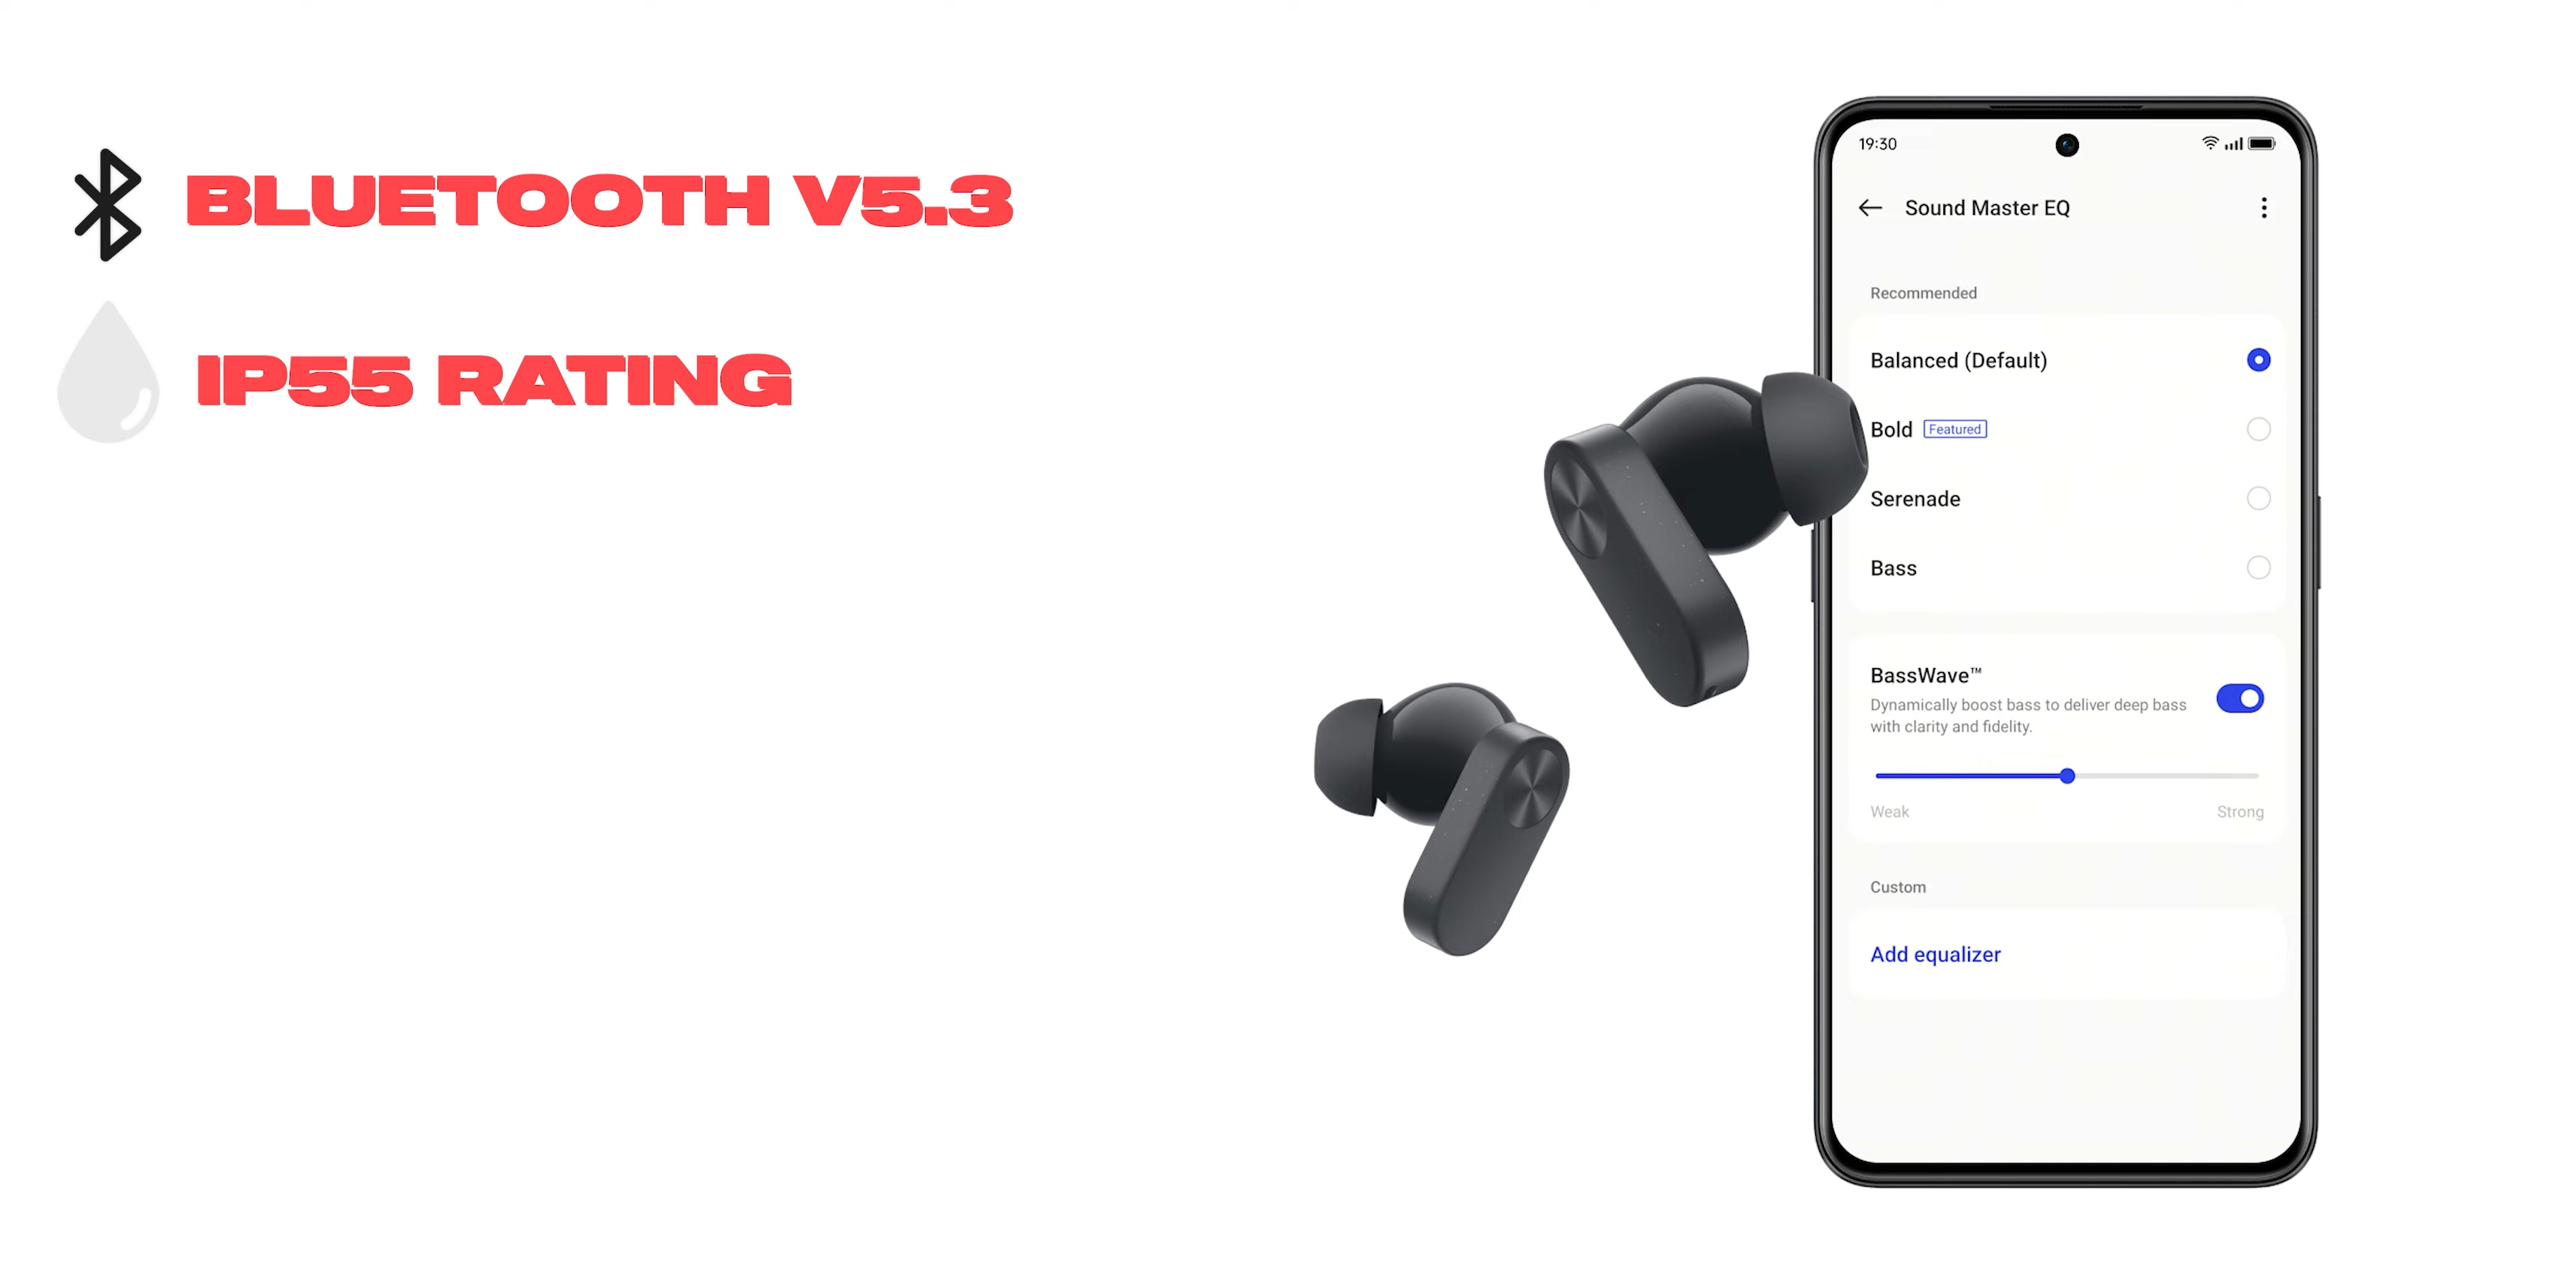 BLUETOOTH V5.3
IP55 RATING
19:30
Sound Master EQ
Recommended
Balanced (Default)
Bold Featured
Serenade
Bass
BassWave™
Dynamically boost bass to deliver deep bass
with clarity and fidelity.
Weak Strong
Custom
Add equalizer